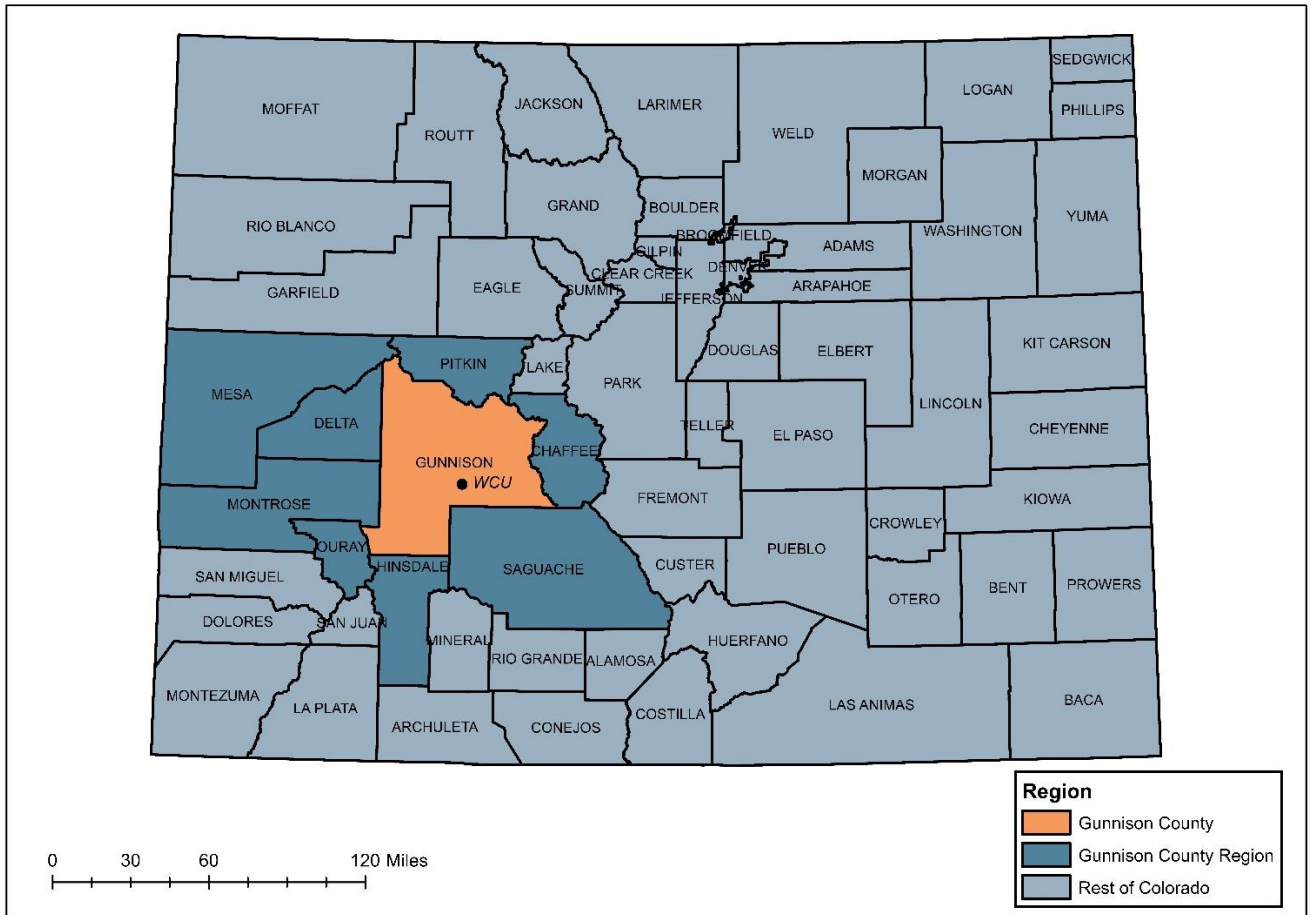 SEDGWICK
LOGAN
MOFFAT
JACKSON
LARIMER
PHILLIPS
ROUTT
WELD
MORGAN
GRAND
BOULDER
YUMA
RIO BLANCO
WASHINGTON
BROOMFIELD
ADAMS
GILPIN
DENVER
CLEAR CREEK
ARAPAHOE
GARFIELD
EAGLE
SUMMIT
JEFFERSON
KIT CARSON
DOUGLAS
ELBERT
PITKIN
LAKE
PARK
MESA
LINCOLN
DELTA
TELLER
CHEYENNE
EL PASO
CHAFFEE
GUNNISON
WCU
FREMONT
KIOWA
MONTROSE
CROWLEY
OURAY
PUEBLO
HINSDALE
SAGUACHE
CUSTER
SAN MIGUEL
PROWERS
BENT
OTERO
DOLORES
SAN JUAN
MINERAL
HUERFANO
RIO GRANDE
ALAMOSA
MONTEZUMA
LA PLATA
COSTILLA
LAS ANIMAS
BACA
ARCHULETA
CONEJOS
Region
Gunnison County
Gunnison County Region
Rest of Colorado
0 30 60 120 Miles